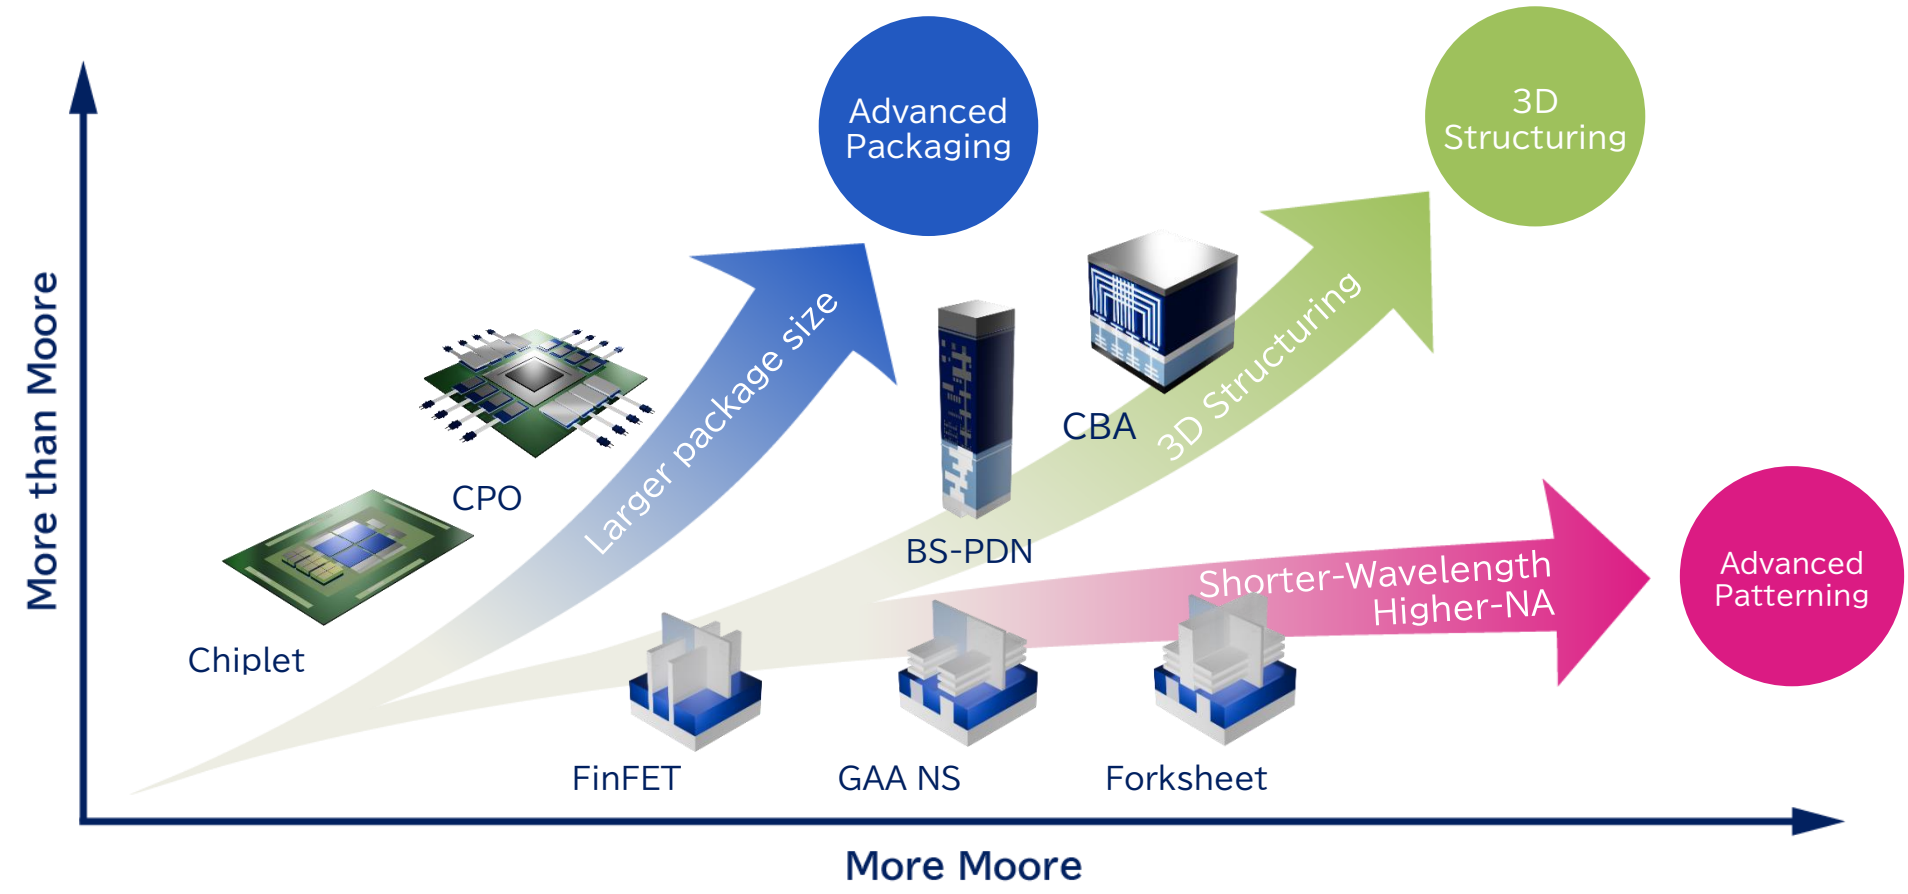 Advanced
Packaging
3D
Structuring
More than Moore
Larger package size
3D Structuring
CBA
CPO
BS-PDN
Shorter-Wavelength
Higher-NA
Advanced
Patterning
Chiplet
FinFET
GAA NS
Forksheet
More Moore